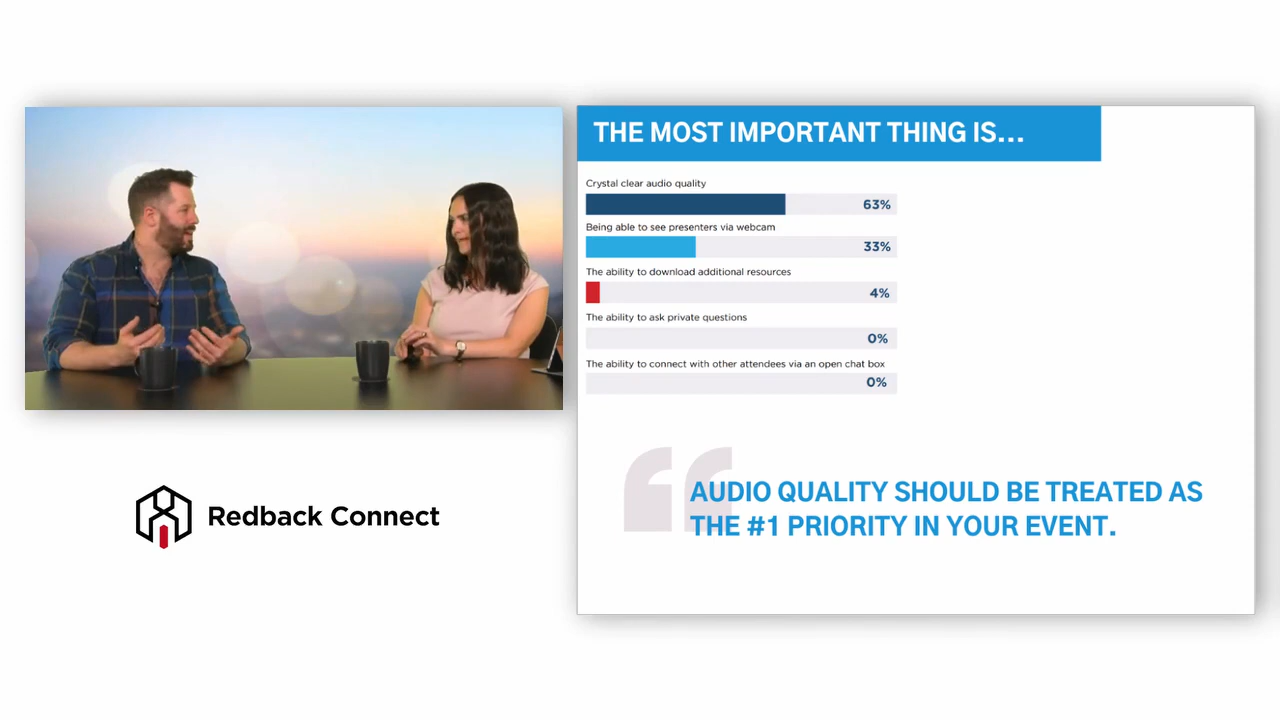 THE MOST IMPORTANT THING IS...
Crystal clear audio quality
63%
Being able to see presenters via webcam
33%
The ability to download additional resources
4%
The ability to ask private questions
0%
The ability to connect with other attendees via an open chat box
0%
AUDIO QUALITY SHOULD BE TREATED AS
THE #1 PRIORITY IN YOUR EVENT.
Redback Connect